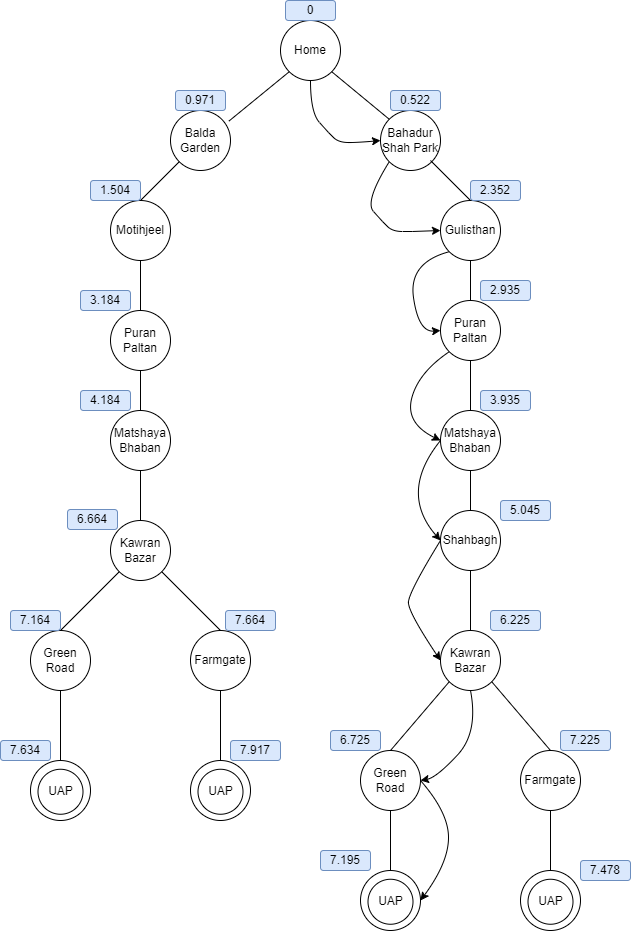 0
Home
0.971
0.522
Balda
Garden
Bahadur
Shah Park
1.504
2.352
Motihjeel
Gulisthan
3.184
2.935
Puran
Paltan
Puran
Paltan
4.184
3.935
Matshaya
Bhaban
Matshaya
Bhaban
6.664
5.045
Kawran
Bazar
Shahbagh
7.164
7.664
6.225
Green
Road
Farmgate
Kawran
Bazar
7.634
7.917
6.725
7.225
UAP
UAP
Green
Road
Farmgate
7.195
7.478
UAP
UAP